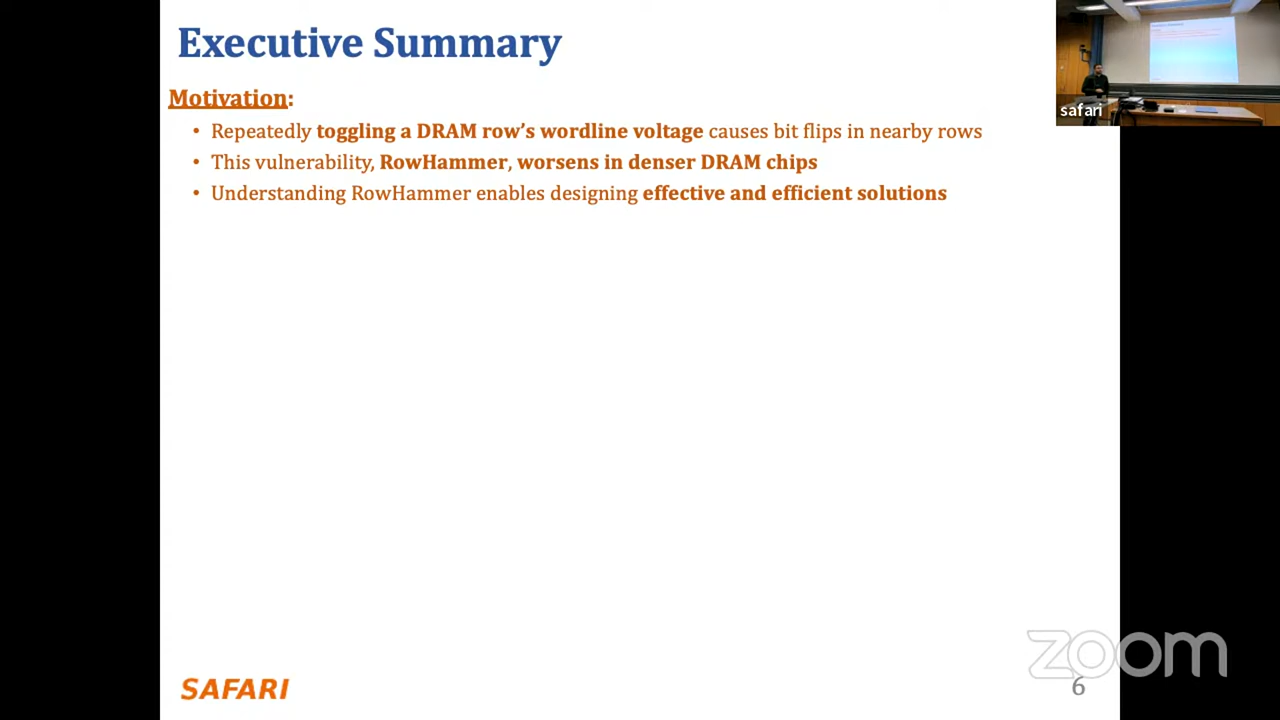 Executive Summary
Motivation:
• Repeatedly toggling a DRAM row’s wordline voltage causes bit flips in nearby rows
• This vulnerability, RowHammer, worsens in denser DRAM chips
• Understanding RowHammer enables designing effective and efficient solutions
safari
zoom
SAFARI
6